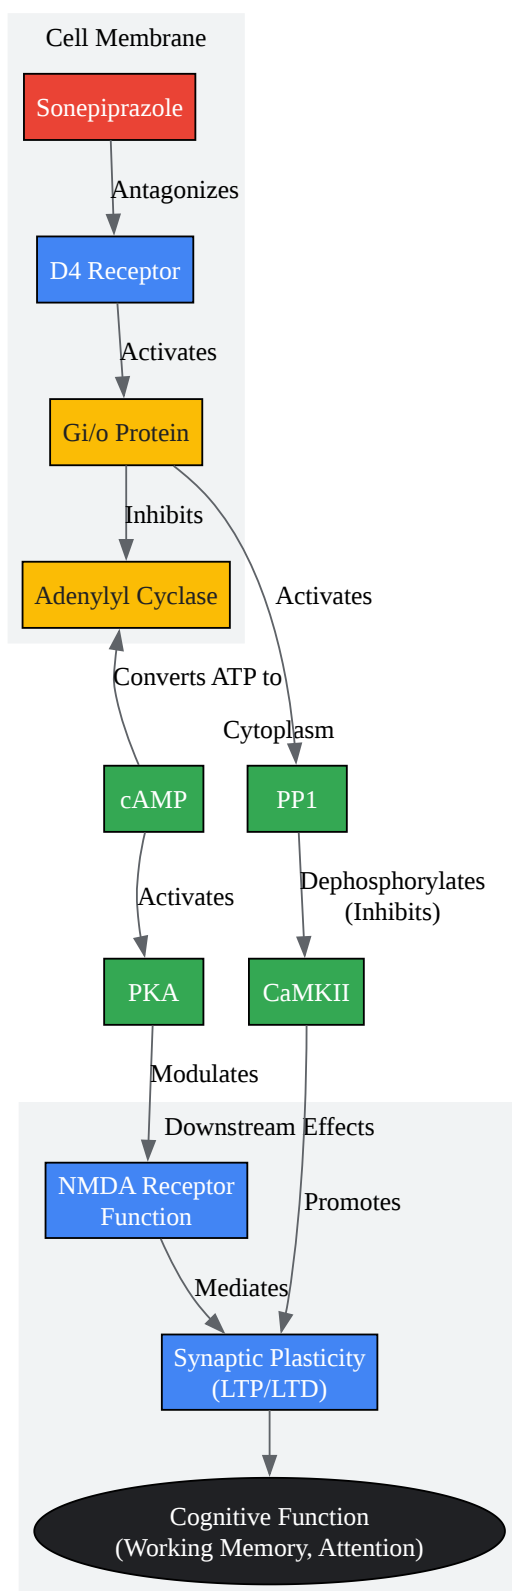 Cell Membrane
Sonepiprazole
Antagonizes
D4 Receptor
Activates
Gi/o Protein
Inhibits
Adenylyl Cyclase
Activates
Converts ATP to
Cytoplasm
cAMP
PP1
Activates
Dephosphorylates
(Inhibits)
PKA
CaMKII
Modulates
Downstream Effects
NMDA Receptor
Function
Promotes
Mediates
Synaptic Plasticity
(LTP/LTD)
Cognitive Function
(Working Memory, Attention)